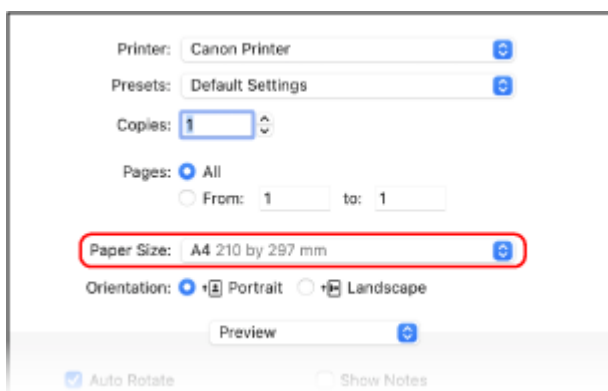 Printer: Canon Printer
Presets: Default Settings
Copies: 1
Pages: All
From: 1 to: 1
Paper Size: A4 210 by 297 mm
Orientation: Portrait Landscape
Preview
Auto Rotate Show Notes